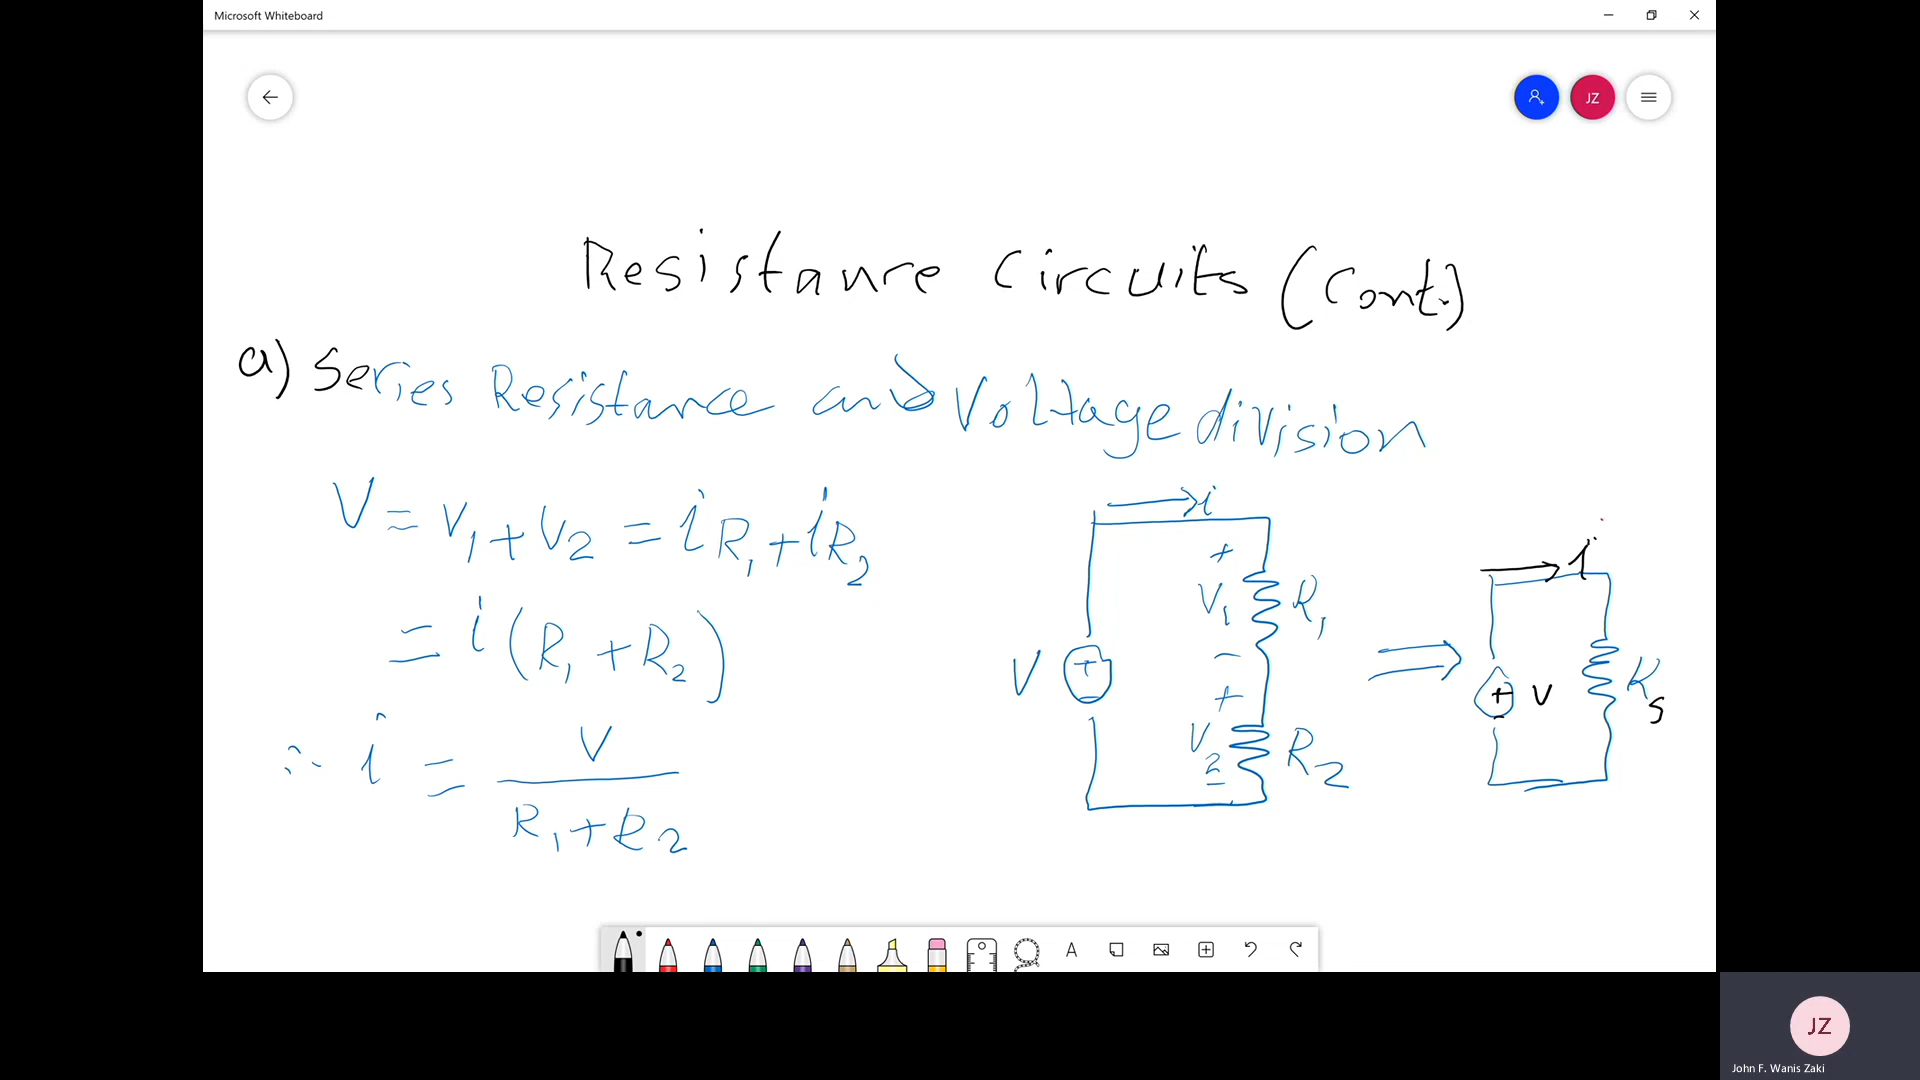 Microsoft Whiteboard
JZ
Resistance Circuits (Cont.)
a) Series Resistance and Voltage division
V = V1 + V2 = iR1 + iR2
= i (R1 + R2)
∴ i = V / R1 + R2
i
+
V1
R1
-
V
+
-
+
V2
R2
-
⇒
i
+
-
V
Rs
A
JZ
John F. Wanis Zaki